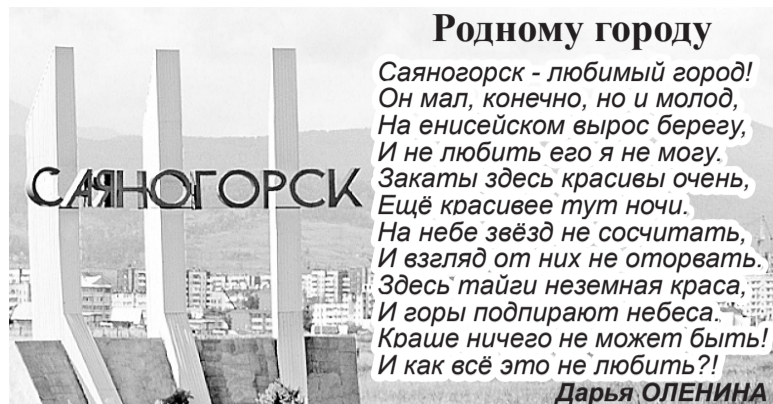 Родному городу
САЯНОГОРСК
Саяногорск - любимый город!
Он мал, конечно, но и молод,
На енисейском вырос берегу,
И не любить его я не могу.
Закаты здесь красивы очень,
Ещё красивее тут ночи.
На небе звёзд не сосчитать,
И взгляд от них не оторвать.
Здесь тайги неземная краса,
И горы подпирают небеса.
Краше ничего не может быть!
И как всё это не любить?!
Дарья ОЛЕНИНА